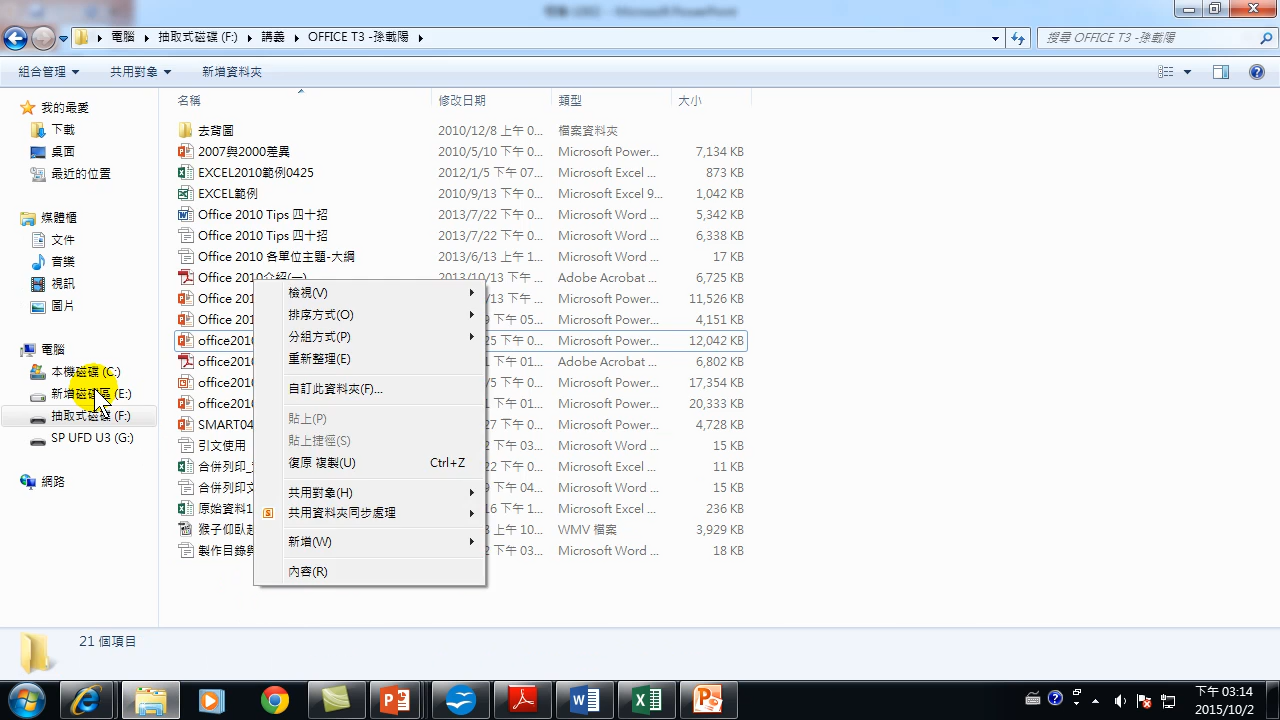 電腦 抽取式磁碟 (F:) 講義 OFFICE T3 -孫載陽
搜尋 OFFICE T3 -孫載陽
組合管理 共用對象 新增資料夾
我的最愛
下載
桌面
最近的位置
媒體櫃
文件
音樂
視訊
圖片
電腦
本機磁碟 (C:)
新增磁碟區 (E:)
抽取式磁碟 (F:)
SP UFD U3 (G:)
網路
名稱 修改日期 類型 大小
去背圖 2010/12/8 上午 0... 檔案資料夾
2007與2000差異 2010/5/10 下午 0... Microsoft Power... 7,134 KB
EXCEL2010範例0425 2012/1/5 下午 07... Microsoft Excel ... 873 KB
EXCEL範例 2010/9/13 下午 0... Microsoft Excel 9... 1,042 KB
Office 2010 Tips 四十招 2013/7/22 下午 0... Microsoft Word ... 5,342 KB
Office 2010 Tips 四十招 2013/7/22 下午 0... Microsoft Word ... 6,338 KB
Office 2010 各單位主題-大綱 2013/6/13 上午 1... Microsoft Word ... 17 KB
Office 2010介紹(一) 2013/10/13 下午 ... Adobe Acrobat ... 6,725 KB
Office 201 Microsoft Power... 11,526 KB
Office 201 9 下午 05... Microsoft Power... 4,151 KB
office2010 25 下午 0... Microsoft Power... 12,042 KB
office2010 1 下午 01... Adobe Acrobat ... 6,802 KB
office2010 /5 下午 0... Microsoft Power... 17,354 KB
office2010 1 下午 01... Microsoft Power... 20,333 KB
SMART04 Microsoft Power... 4,728 KB
引文使用 2 下午 03... Microsoft Word ... 15 KB
合併列印_ Microsoft Excel ... 11 KB
合併列印文 9 下午 04... Microsoft Word ... 15 KB
原始資料1 16 下午 1... Microsoft Excel ... 236 KB
猴子仰臥起 3 上午 10... WMV 檔案 3,929 KB
製作目錄與 2 下午 03... Microsoft Word ... 18 KB
檢視(V)
排序方式(O)
分組方式(P)
重新整理(E)
自訂此資料夾(F)...
貼上(P)
貼上捷徑(S)
復原 複製(U) Ctrl+Z
共用對象(H)
共用資料夾同步處理
新增(W)
內容(R)
21 個項目
下午 03:14
2015/10/2